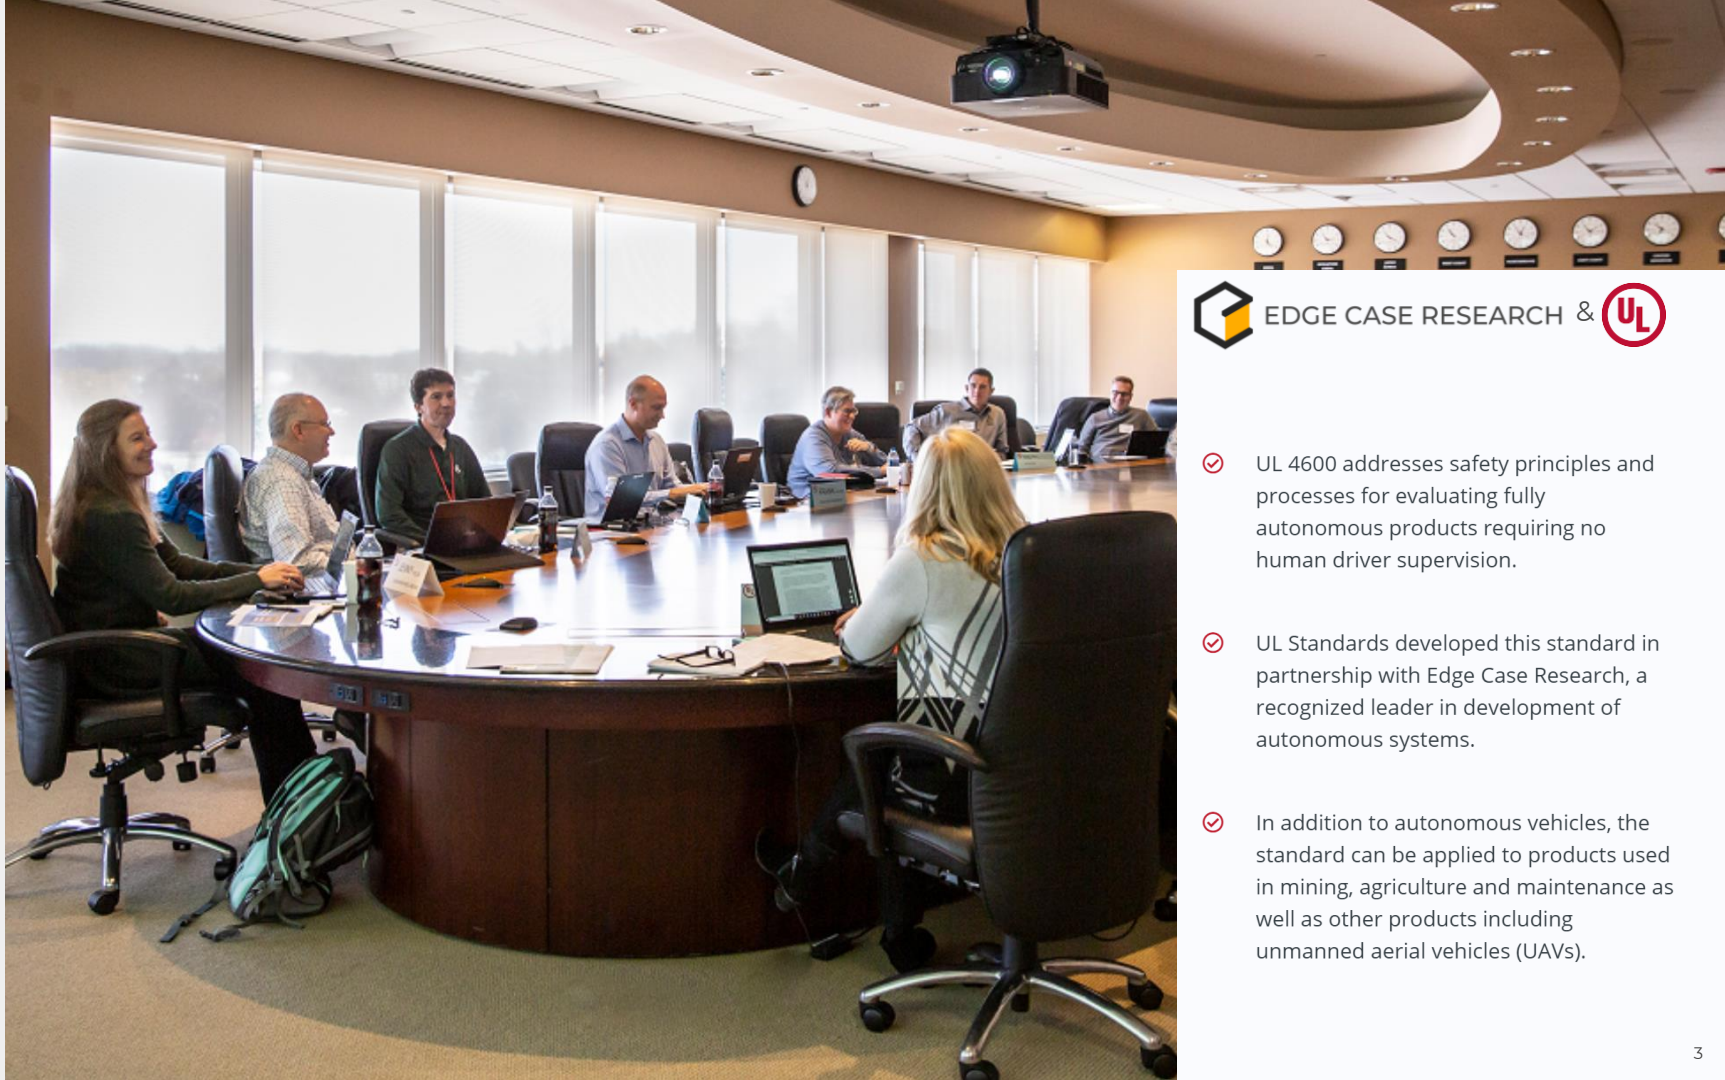 EDGE CASE RESEARCH & UL
UL 4600 addresses safety principles and
processes for evaluating fully
autonomous products requiring no
human driver supervision.
UL Standards developed this standard in
partnership with Edge Case Research, a
recognized leader in development of
autonomous systems.
In addition to autonomous vehicles, the
standard can be applied to products used
in mining, agriculture and maintenance as
well as other products including
unmanned aerial vehicles (UAVs).
3